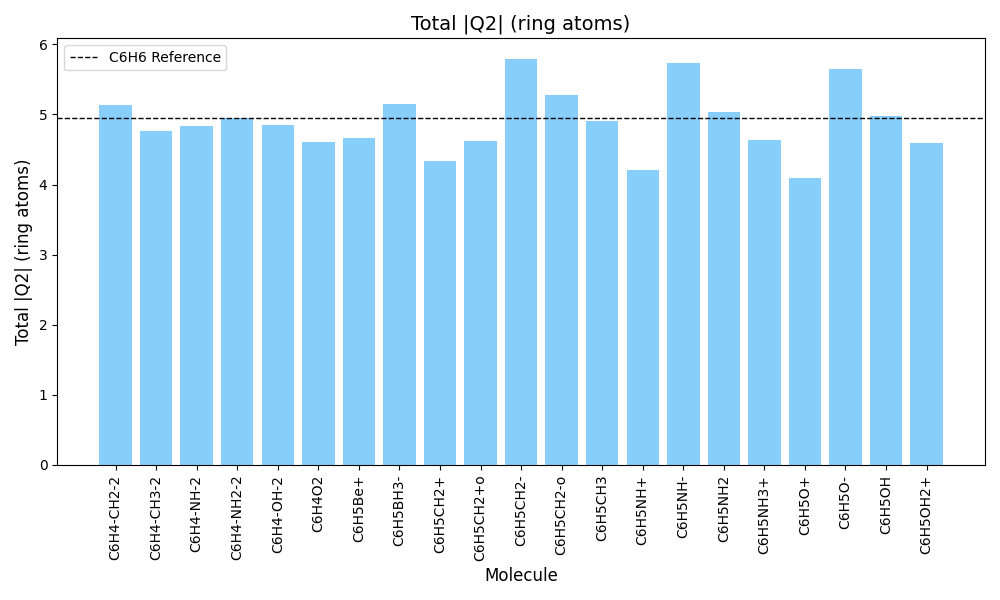 Total |Q2| (ring atoms)
C6H6 Reference
Total |Q2| (ring atoms)
6
5
4
3
2
1
0
C6H4-CH2-2
C6H4-CH3-2
C6H4-NH-2
C6H4-NH2-2
C6H4-OH-2
C6H4O2
C6H5Be+
C6H5BH3-
C6H5CH2+
C6H5CH2+o
C6H5CH2-
C6H5CH2-o
C6H5CH3
C6H5NH+
C6H5NH-
C6H5NH2
C6H5NH3+
C6H5O+
C6H5O-
C6H5OH
C6H5OH2+
Molecule